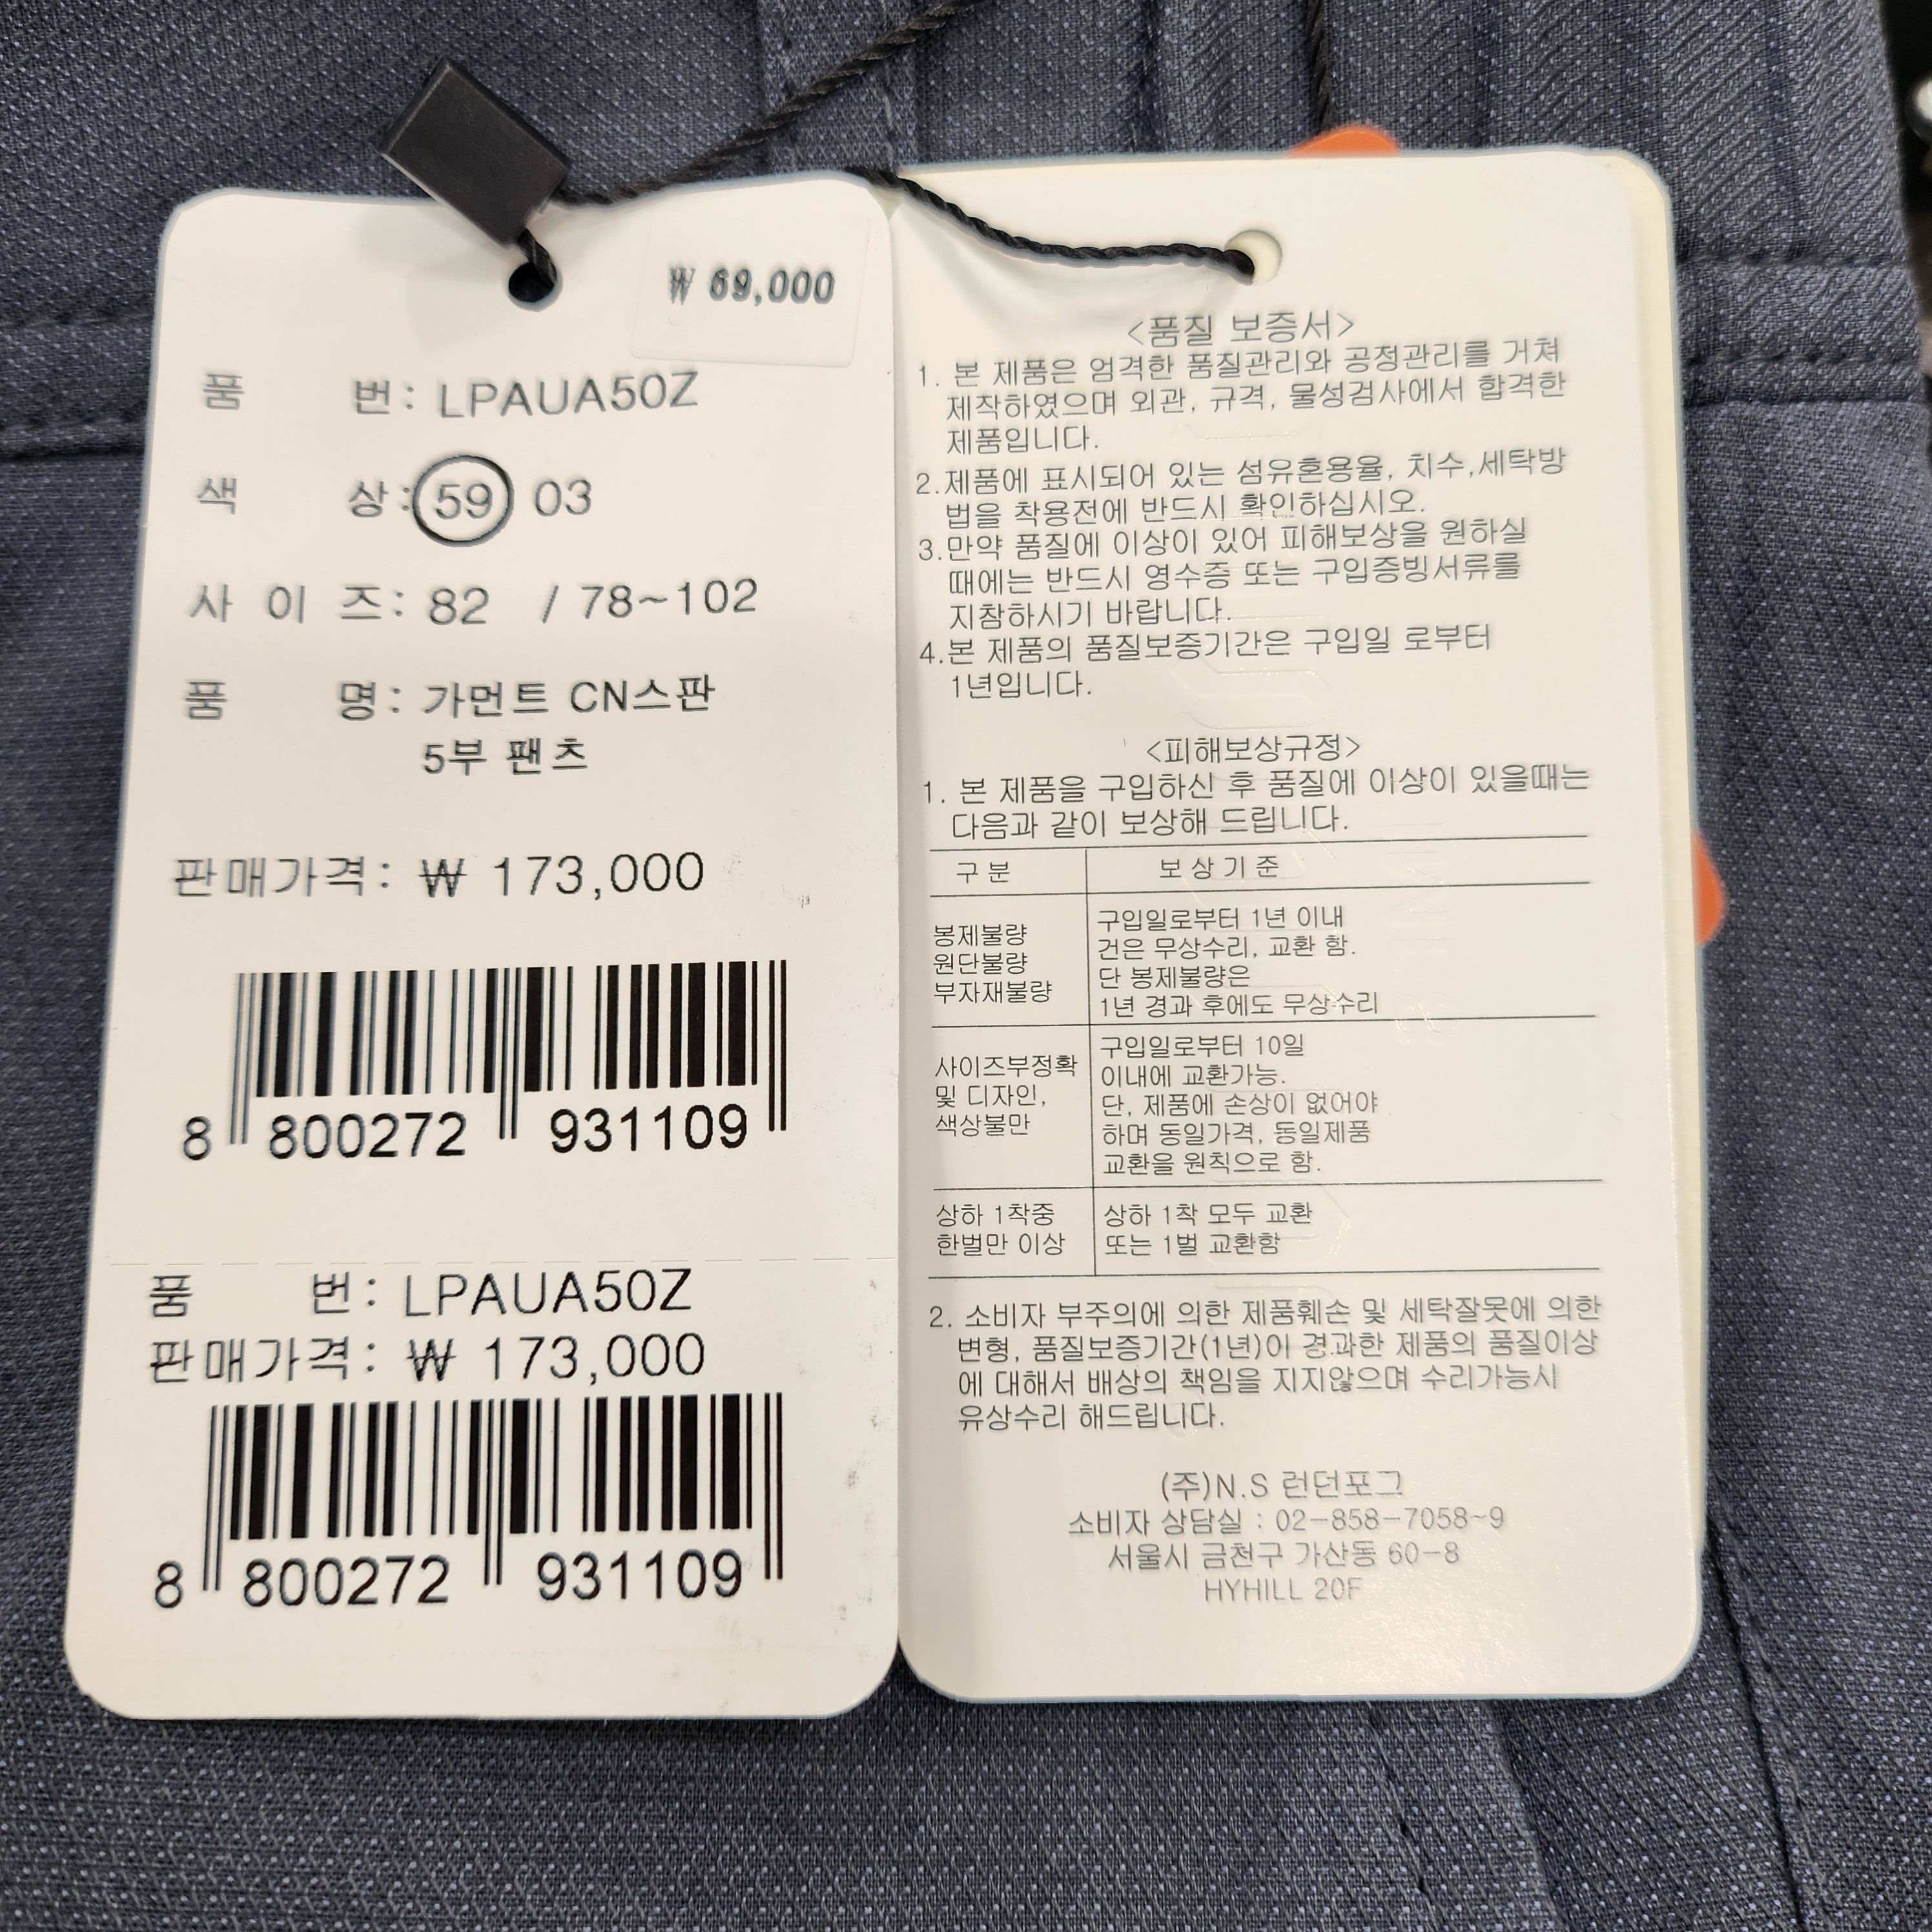 ₩ 69,000
품 번: LPAUA50Z
색 상: 59 03
사 이 즈: 82 / 78~102
품 명: 가먼트 CN스판
5부 팬츠
판매가격: ₩ 173,000
8 800272 931109
품 번: LPAUA50Z
판매가격: ₩ 173,000
8 800272 931109
<품질 보증서>
1. 본 제품은 엄격한 품질관리와 공정관리를 거쳐
제작하였으며 외관, 규격, 물성검사에서 합격한
제품입니다.
2.제품에 표시되어 있는 섬유혼용율, 치수,세탁방
법을 착용전에 반드시 확인하십시오.
3.만약 품질에 이상이 있어 피해보상을 원하실
때에는 반드시 영수증 또는 구입증빙서류를
지참하시기 바랍니다.
4.본 제품의 품질보증기간은 구입일 로부터
1년입니다.
<피해보상규정>
1. 본 제품을 구입하신 후 품질에 이상이 있을때는
다음과 같이 보상해 드립니다.
구 분 보 상 기 준
봉제불량
원단불량
부자재불량
구입일로부터 1년 이내
건은 무상수리, 교환 함.
단 봉제불량은
1년 경과 후에도 무상수리
사이즈부정확
및 디자인,
색상불만
구입일로부터 10일
이내에 교환가능.
단, 제품에 손상이 없어야
하며 동일가격, 동일제품
교환을 원칙으로 함.
상하 1착중
한벌만 이상
상하 1착 모두 교환
또는 1벌 교환함
2. 소비자 부주의에 의한 제품훼손 및 세탁잘못에 의한
변형, 품질보증기간(1년)이 경과한 제품의 품질이상
에 대해서 배상의 책임을 지지않으며 수리가능시
유상수리 해드립니다.
(주)N.S 런던포그
소비자 상담실 : 02-858-7058~9
서울시 금천구 가산동 60-8
HYHILL 20F